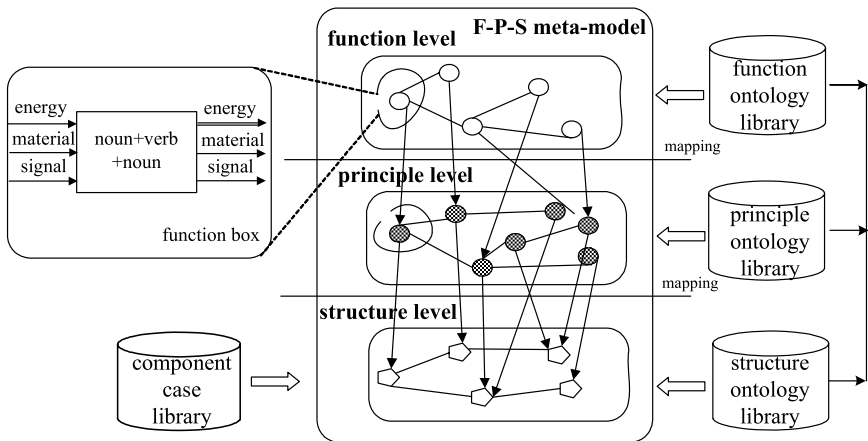 function level
F-P-S meta-model
energy
material
signal
noun+verb
+noun
energy
material
signal
function box
function
ontology
library
mapping
principle level
principle
ontology
library
mapping
structure level
component
case
library
structure
ontology
library